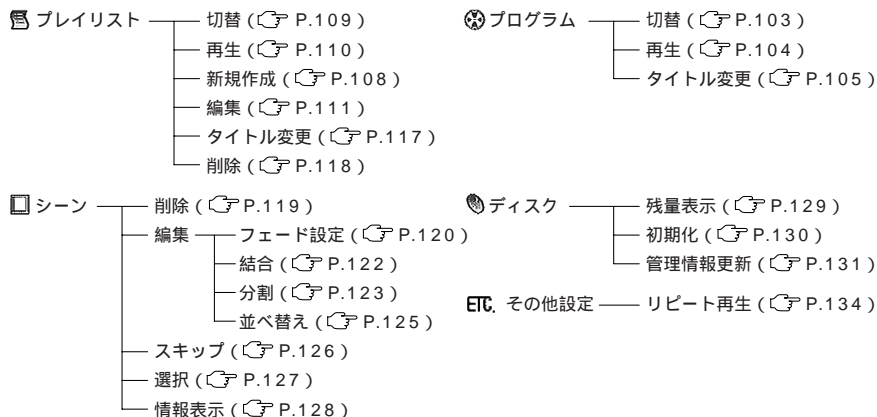 プレイリスト
切替(P.109)
再生(P.110)
新規作成(P.108)
編集(P.111)
タイトル変更(P.117)
削除(P.118)
プログラム
切替(P.103)
再生(P.104)
タイトル変更(P.105)
シーン
削除(P.119)
編集
フェード設定(P.120)
結合(P.122)
分割(P.123)
並べ替え(P.125)
スキップ(P.126)
選択(P.127)
情報表示(P.128)
ディスク
残量表示(P.129)
初期化(P.130)
管理情報更新(P.131)
ETC. その他設定
リピート再生(P.134)